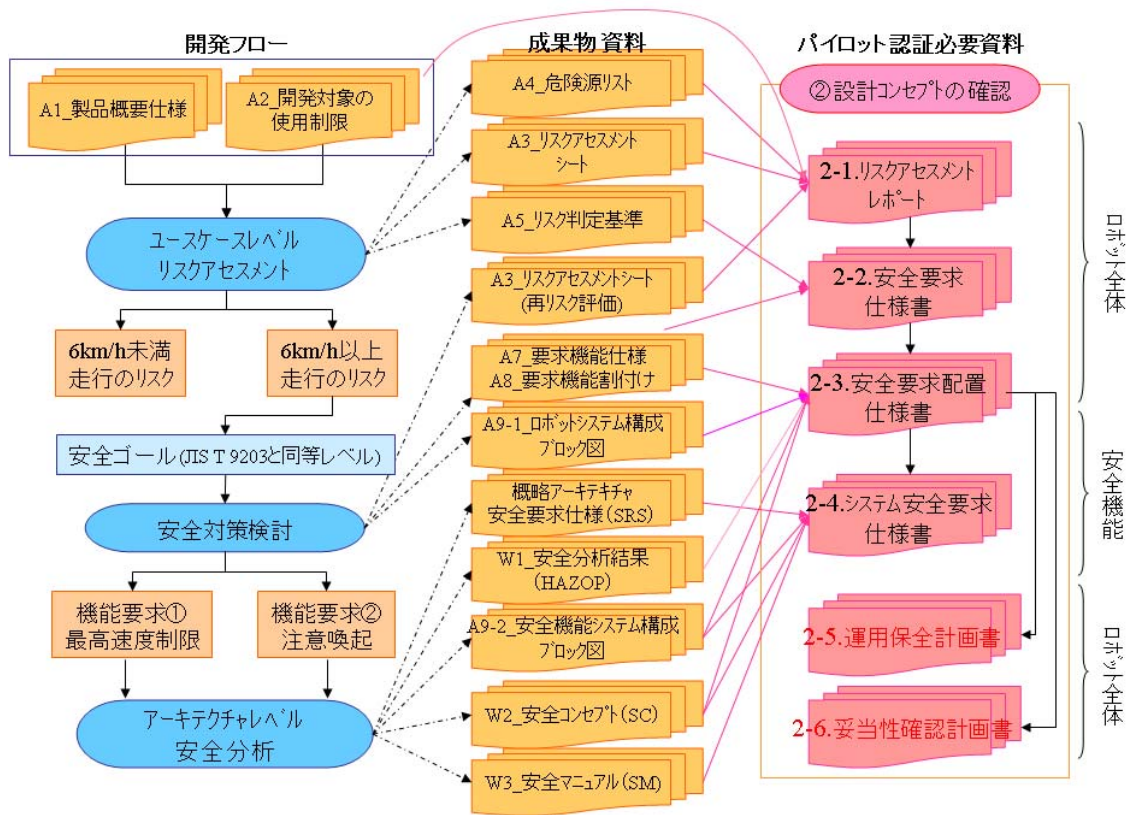 開発フロー
A1_製品概要仕様
A2_開発対象の
使用制限
ユースケースレベル
リスクアセスメント
6km/h未満
走行のリスク
6km/h以上
走行のリスク
安全ゴール(JIS T 9203と同等レベル)
安全対策検討
機能要求①
最高速度制限
機能要求②
注意喚起
アーキテクチャレベル
安全分析
成果物 資料
A4_危険源リスト
A3_リスクアセスメント
シート
A5_リスク判定基準
A3_リスクアセスメントシート
(再リスク評価)
A7_要求機能仕様
A8_要求機能割付け
A9-1_ロボットシステム構成
ブロック図
概略アーキテキチャ
安全要求仕様(SRS)
W1_安全分析結果
(HAZOP)
A9-2_安全機能システム構成
ブロック図
W2_安全コンセプト(SC)
W3_安全マニュアル(SM)
パイロット認証必要資料
②設計コンセプトの確認
2-1.リスクアセスメント
レポート
2-2.安全要求
仕様書
2-3.安全要求配置
仕様書
2-4.システム安全要求
仕様書
2-5.運用保全計画書
2-6.妥当性確認計画書
ロボット全体
安全機能
ロボット全体